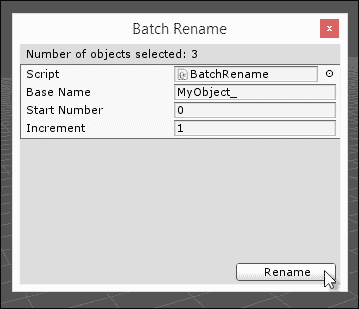 Batch Rename
x
Number of objects selected: 3
Script BatchRename
Base Name MyObject_
Start Number 0
Increment 1
Rename